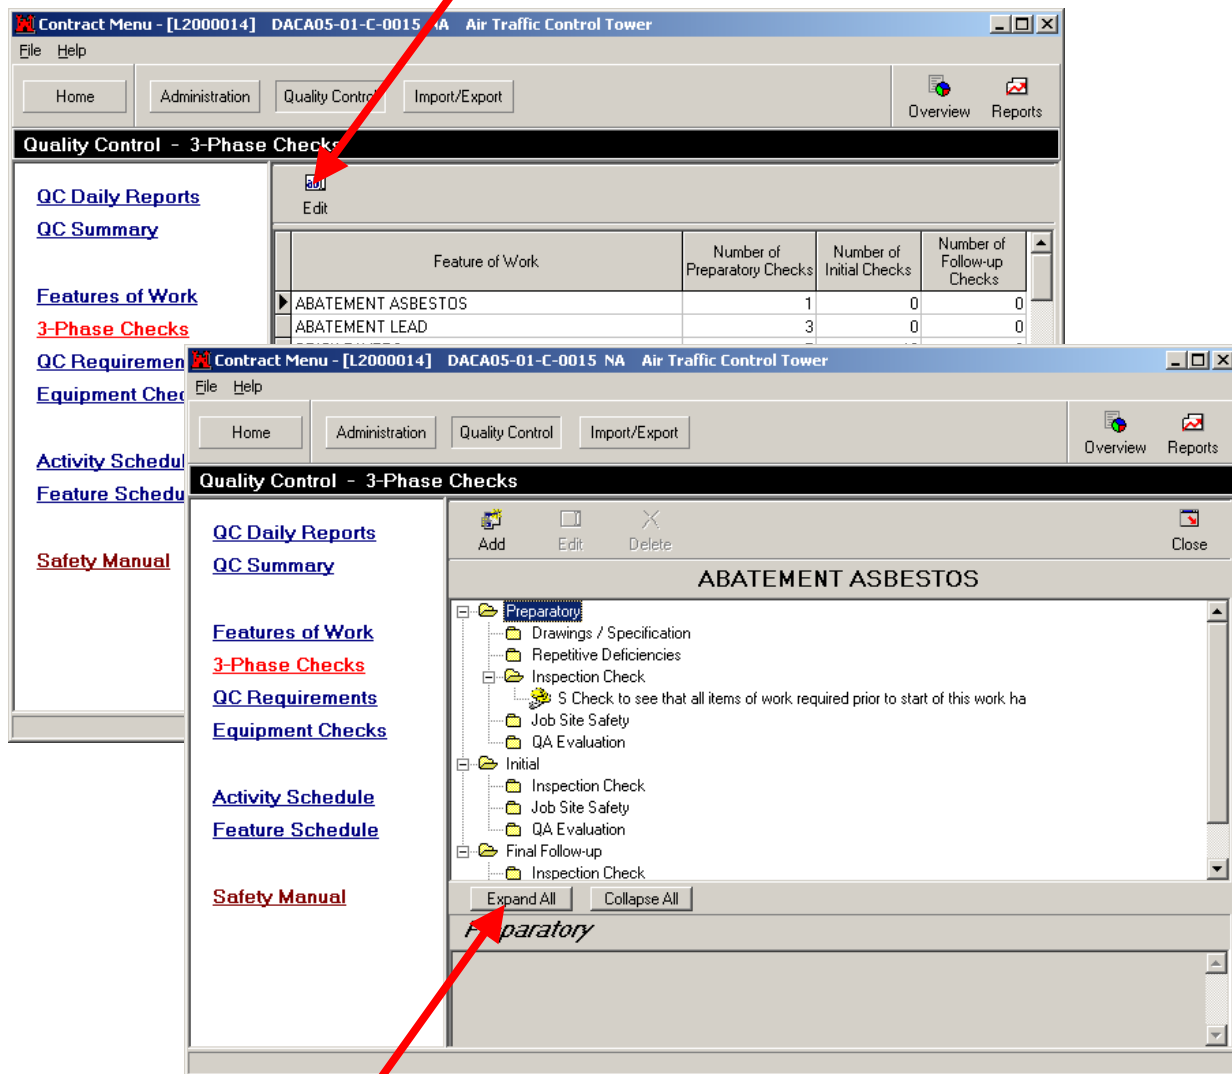 Contract Menu - [L2000014] DACA05-01-C-0015 NA Air Traffic Control Tower
File Help
Home Administration Quality Control Import/Export Overview Reports
Quality Control - 3-Phase Checks
QC Daily Reports
QC Summary
Features of Work
3-Phase Checks
QC Requiremen
Equipment Chec
Activity Schedul
Feature Schedu
Safety Manual
ab
Edit
Feature of Work Number of Preparatory Checks Number of Initial Checks Number of Follow-up Checks
ABATEMENT ASBESTOS 1 0 0
ABATEMENT LEAD 3 0 0
Contract Menu - [L2000014] DACA05-01-C-0015 NA Air Traffic Control Tower
File Help
Home Administration Quality Control Import/Export Overview Reports
Quality Control - 3-Phase Checks
QC Daily Reports
QC Summary
Features of Work
3-Phase Checks
QC Requirements
Equipment Checks
Activity Schedule
Feature Schedule
Safety Manual
Add Edit Delete Close
ABATEMENT ASBESTOS
Preparatory
Drawings / Specification
Repetitive Deficiencies
Inspection Check
S Check to see that all items of work required prior to start of this work ha
Job Site Safety
QA Evaluation
Initial
Inspection Check
Job Site Safety
QA Evaluation
Final Follow-up
Inspection Check
Expand All Collapse All
Preparatory